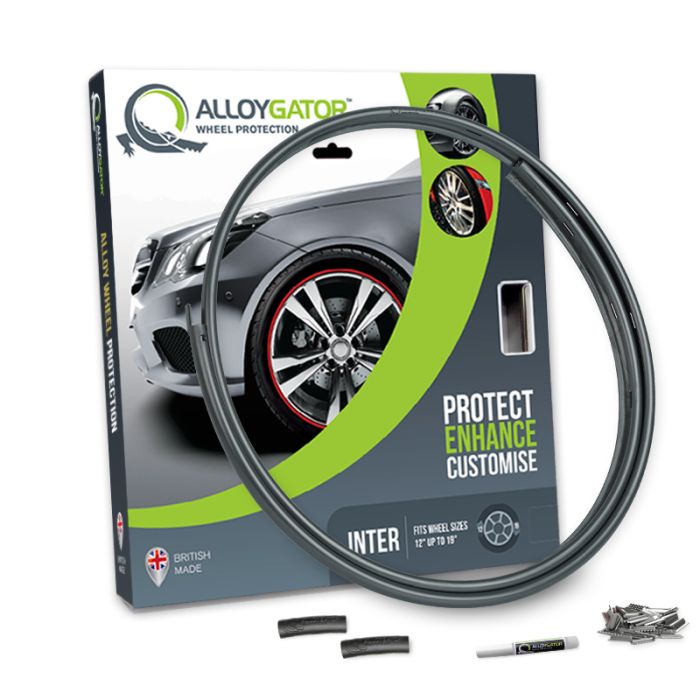 ALLOYGATOR™
WHEEL PROTECTION
ALLOYGATOR
ALLOY WHEEL PROTECTION
PROTECT
ENHANCE
CUSTOMISE
INTER
FITS WHEEL SIZES
12" UP TO 19"
BRITISH
MADE
ALLOYGATOR